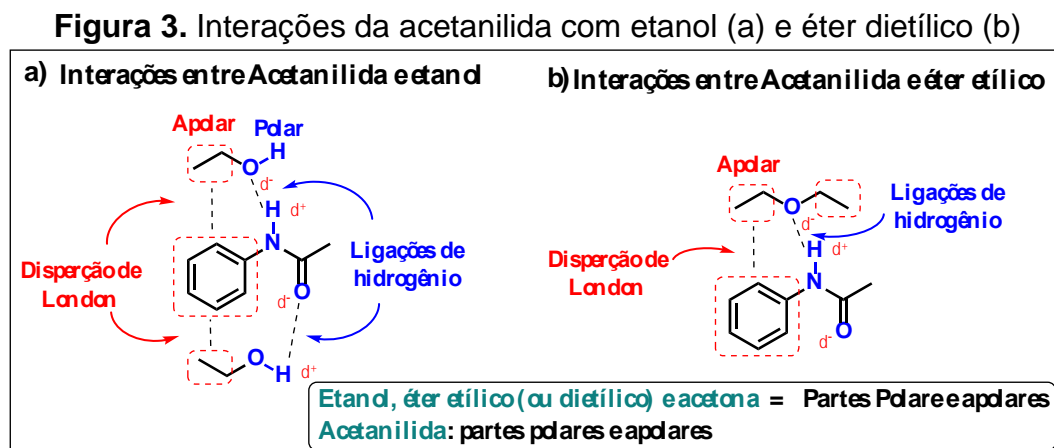 Figura 3. Interações da acetanilida com etanol (a) e éter dietílico (b)
a) Interações entre Acetanilida e etanol
b) Interações entre Acetanilida e éter etílico
Apolar
Polar
H
O
d-
H
d+
N
O
d-
O
H
d+
Disperção de
London
Ligações de
hidrogênio
Apolar
O
d-
H
d+
N
O
d-
Ligações de
hidrogênio
Disperção de
London
Etanol, éter etílico (ou dietílico) e acetona = Partes Polar e apolares
Acetanilida: partes polares e apolares